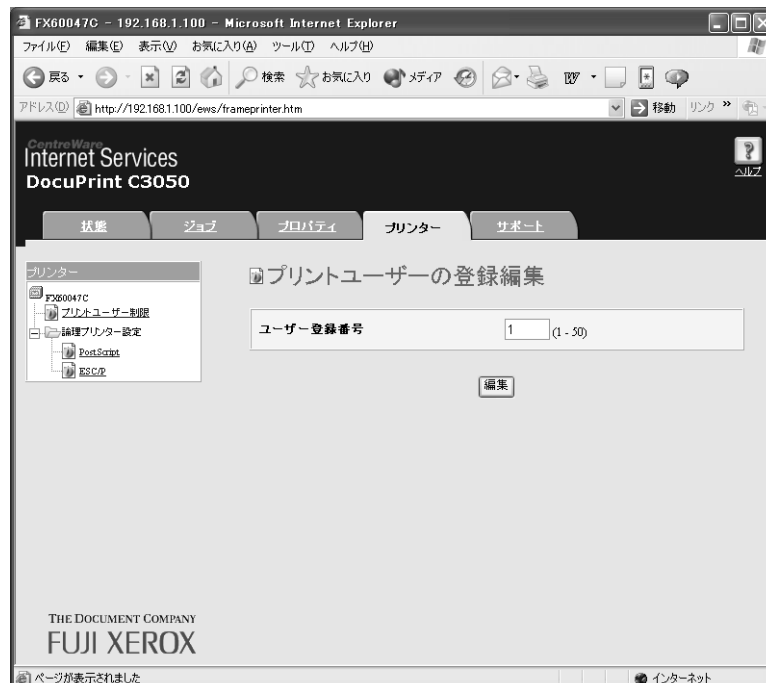 FX60047C - 192.168.1.100 - Microsoft Internet Explorer
ファイル(F) 編集(E) 表示(V) お気に入り(A) ツール(T) ヘルプ(H)
戻る 検索 お気に入り メディア
アドレス(D) http://192.168.1.100/ews/frameprinter.htm 移動 リンク »
CentreWare
Internet Services
DocuPrint C3050
ヘルプ
状態 ジョブ プロパティ プリンター サポート
プリンター
FX60047C
プリントユーザー制限
論理プリンター設定
PostScript
ESC/P
プリントユーザーの登録編集
ユーザー登録番号 1 (1 - 50)
編集
THE DOCUMENT COMPANY
FUJI XEROX
ページが表示されました インターネット